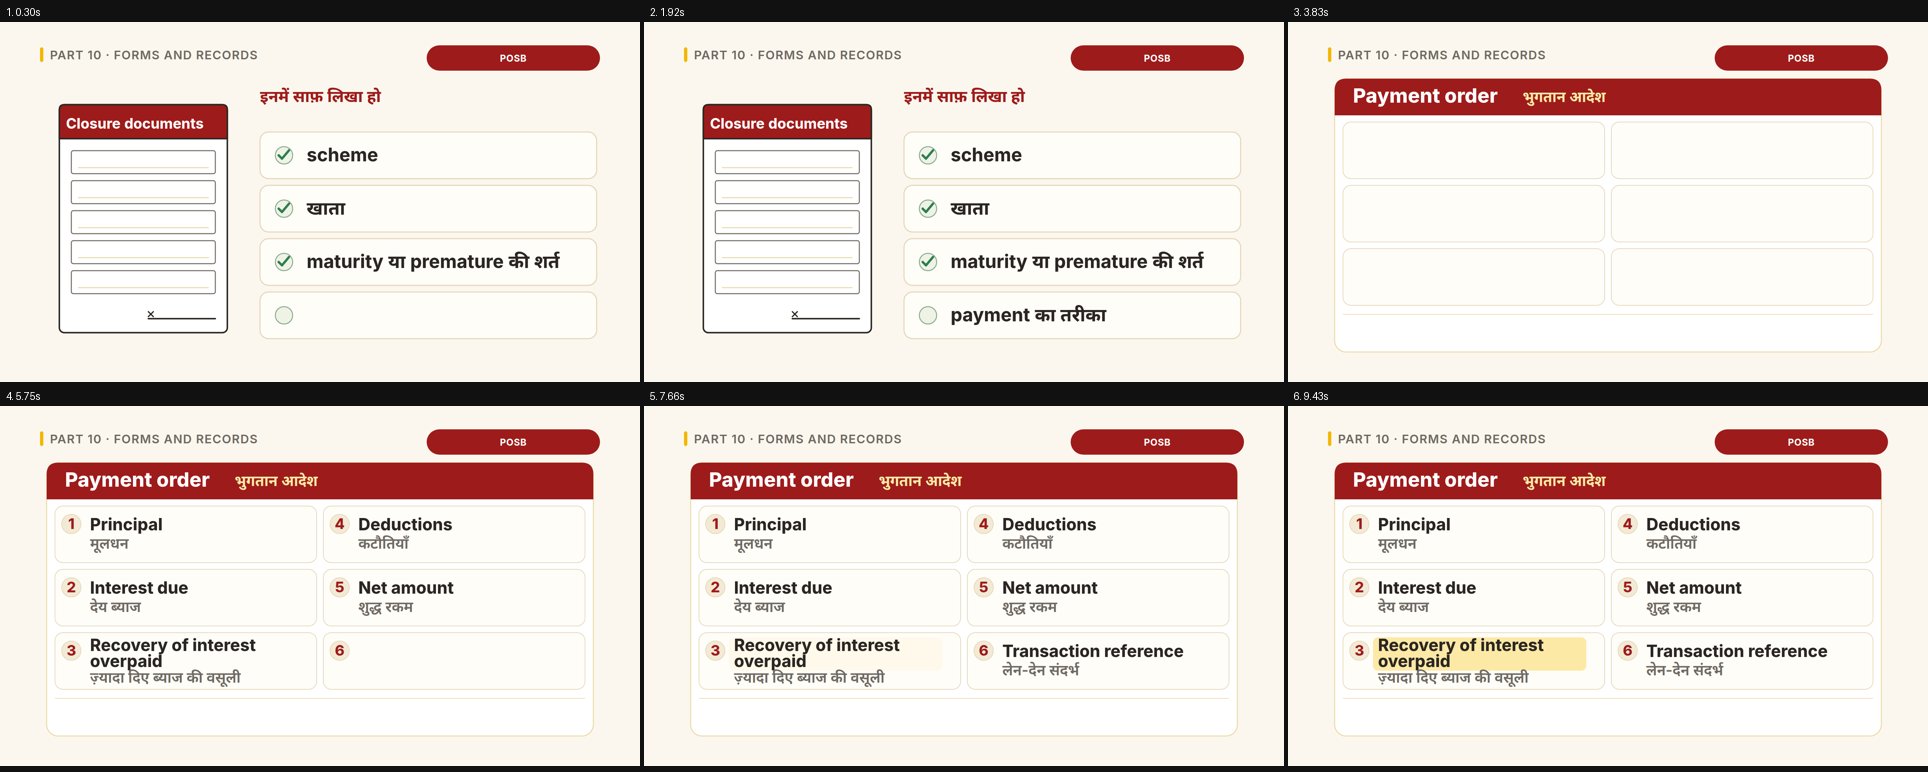 1. 0.30s
PART 10 · FORMS AND RECORDS
POSB
इनमें साफ़ लिखा हो
Closure documents
scheme
खाता
maturity या premature की शर्त
×
2. 1.92s
PART 10 · FORMS AND RECORDS
POSB
इनमें साफ़ लिखा हो
Closure documents
scheme
खाता
maturity या premature की शर्त
payment का तरीका
×
3. 3.83s
PART 10 · FORMS AND RECORDS
POSB
Payment order भुगतान आदेश
4. 5.75s
PART 10 · FORMS AND RECORDS
POSB
Payment order भुगतान आदेश
1 Principal
मूलधन
2 Interest due
देय ब्याज
3 Recovery of interest
overpaid
ज़्यादा दिए ब्याज की वसूली
4 Deductions
कटौतियाँ
5 Net amount
शुद्ध रकम
6
5. 7.66s
PART 10 · FORMS AND RECORDS
POSB
Payment order भुगतान आदेश
1 Principal
मूलधन
2 Interest due
देय ब्याज
3 Recovery of interest
overpaid
ज़्यादा दिए ब्याज की वसूली
4 Deductions
कटौतियाँ
5 Net amount
शुद्ध रकम
6 Transaction reference
लेन-देन संदर्भ
6. 9.43s
PART 10 · FORMS AND RECORDS
POSB
Payment order भुगतान आदेश
1 Principal
मूलधन
2 Interest due
देय ब्याज
3 Recovery of interest
overpaid
ज़्यादा दिए ब्याज की वसूली
4 Deductions
कटौतियाँ
5 Net amount
शुद्ध रकम
6 Transaction reference
लेन-देन संदर्भ